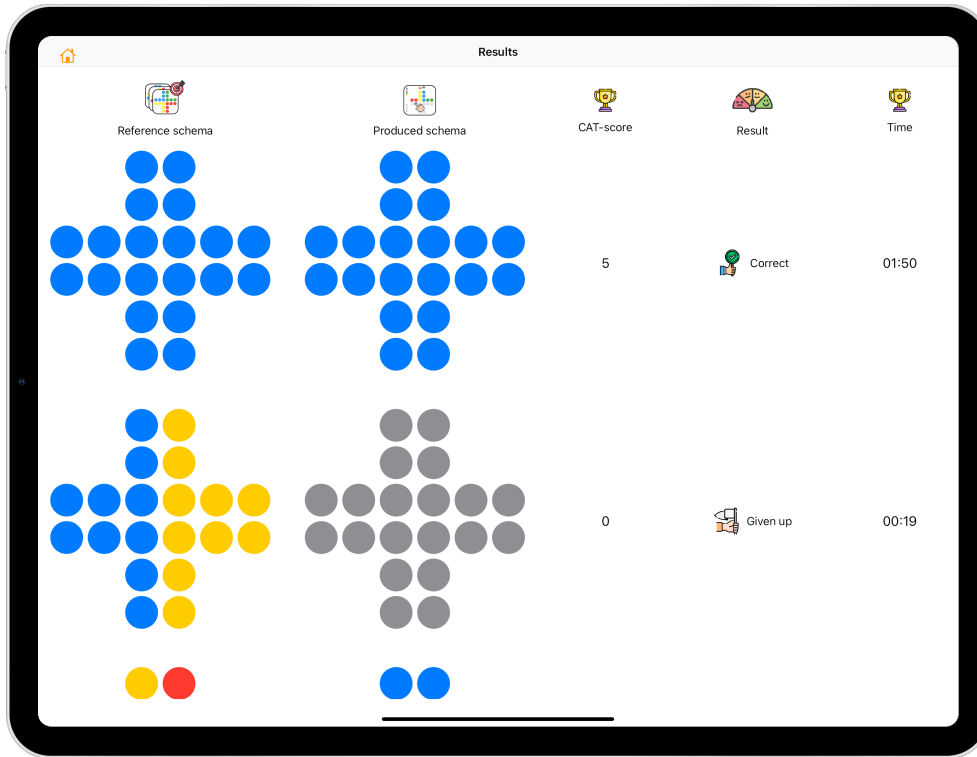 Results
Reference schema
Produced schema
CAT-score
Result
Time
5
Correct
01:50
0
Given up
00:19